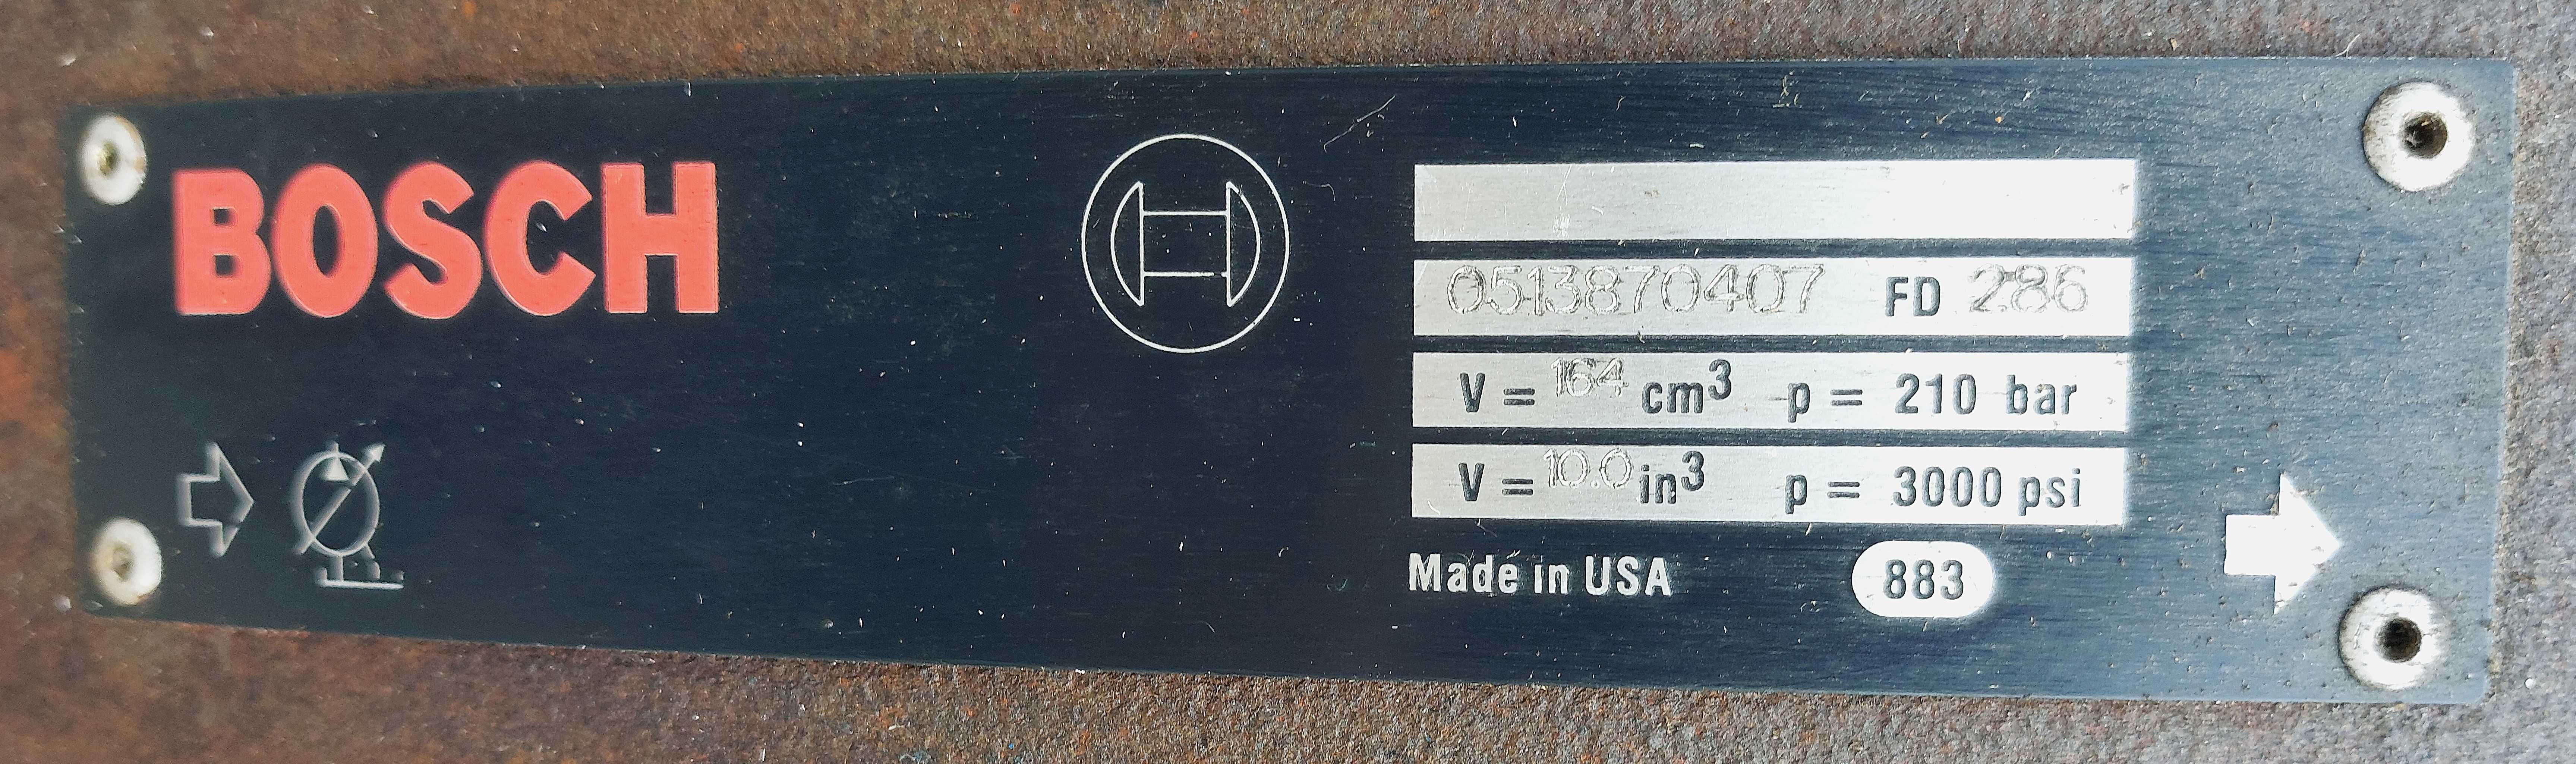 BOSCH
0513870407 FD 286
V = 164 cm³ p = 210 bar
V = 10.0 in³ p = 3000 psi
Made in USA 883